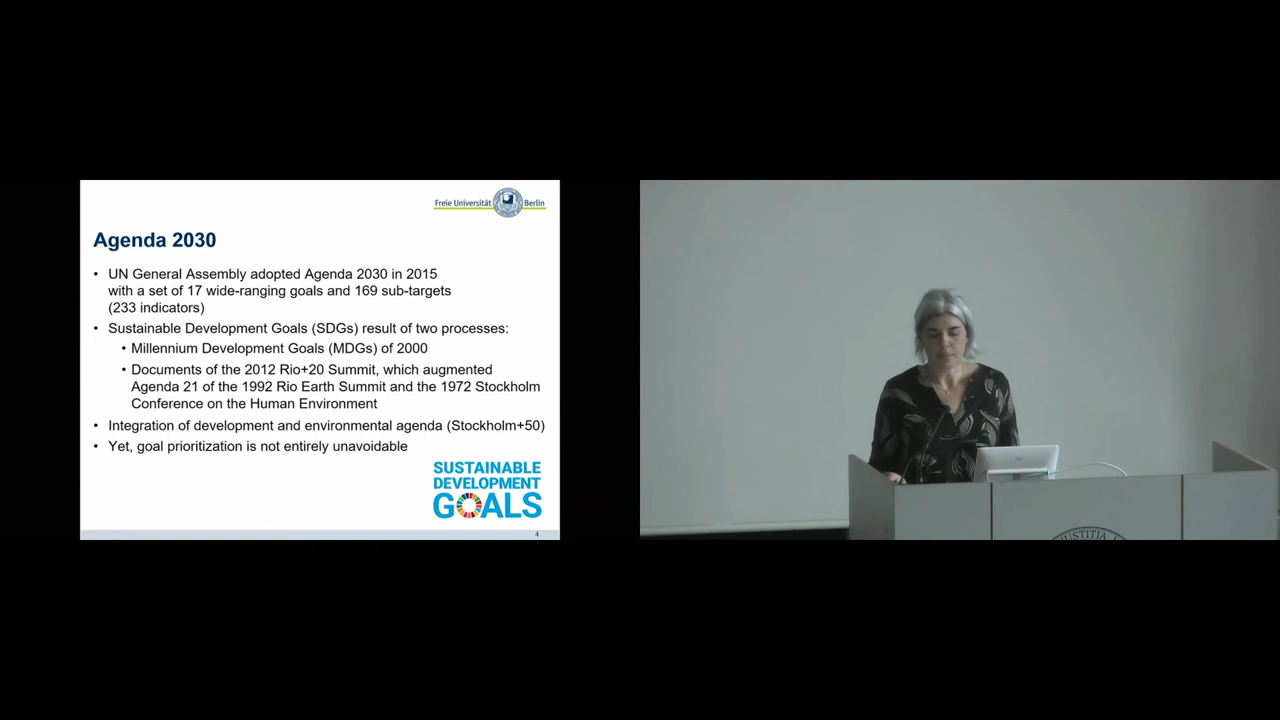 Freie Universität Berlin
Agenda 2030
• UN General Assembly adopted Agenda 2030 in 2015
with a set of 17 wide-ranging goals and 169 sub-targets
(233 indicators)
• Sustainable Development Goals (SDGs) result of two processes:
• Millennium Development Goals (MDGs) of 2000
• Documents of the 2012 Rio+20 Summit, which augmented
Agenda 21 of the 1992 Rio Earth Summit and the 1972 Stockholm
Conference on the Human Environment
• Integration of development and environmental agenda (Stockholm+50)
• Yet, goal prioritization is not entirely unavoidable
SUSTAINABLE
DEVELOPMENT
GOALS
4